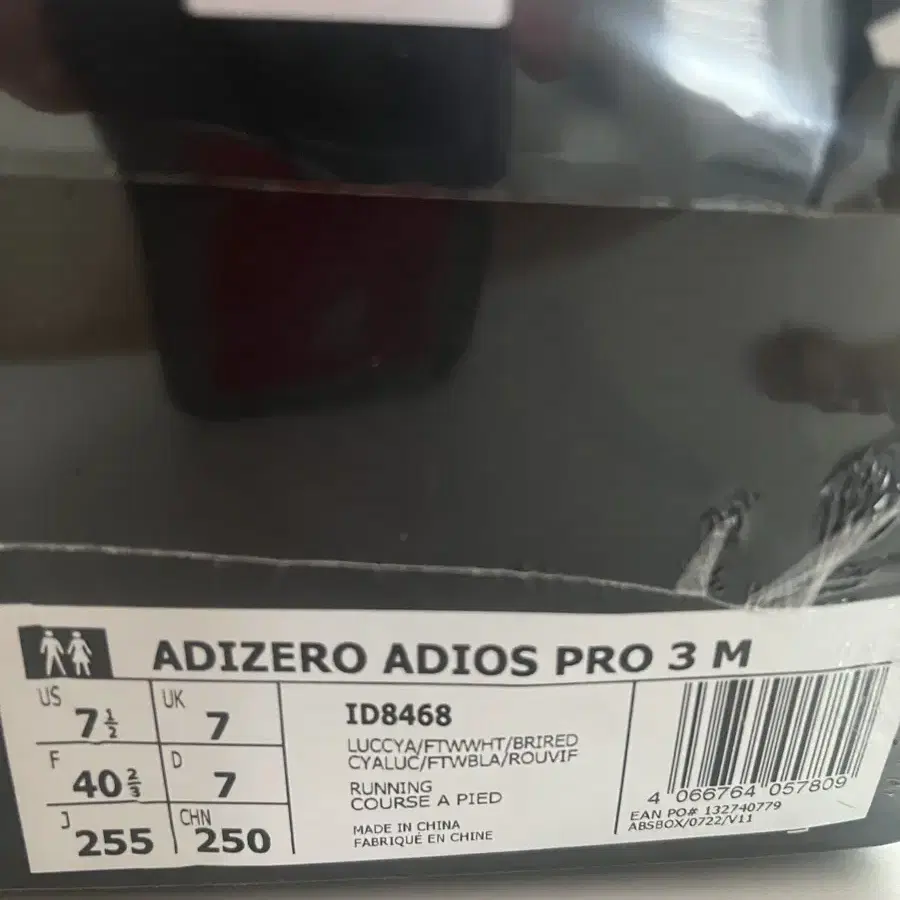 ADIZERO ADIOS PRO 3 M
US 7½ UK 7
F 40⅔ D 7
J 255 CHN 250
ID8468
LUCCYA/FTWWHT/BRIRED
CYALUC/FTWBLA/ROUVIF
RUNNING
COURSE A PIED
MADE IN CHINA
FABRIQUÉ EN CHINE
4 066764 057809
EAN PO# 132740779
ABSBOX/0722/V11